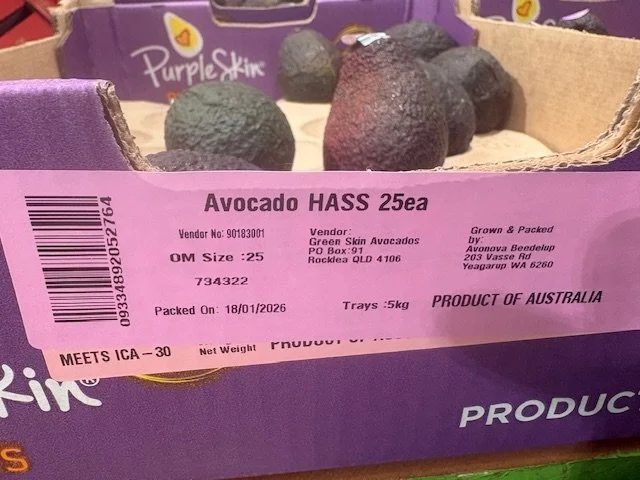 PurpleSkin®
PRODUC
Avocado HASS 25ea
09334892052764
Vendor No: 90183001
OM Size :25
734322
Packed On: 18/01/2026
Vendor:
Green Skin Avocados
PO Box:91
Rocklea QLD 4106
Trays :5kg
Grown & Packed
by:
Avonova Beedelup
203 Vasse Rd
Yeagarup WA 6260
PRODUCT OF AUSTRALIA
MEETS ICA-30
Net Weight
kin®
PRODUC
S